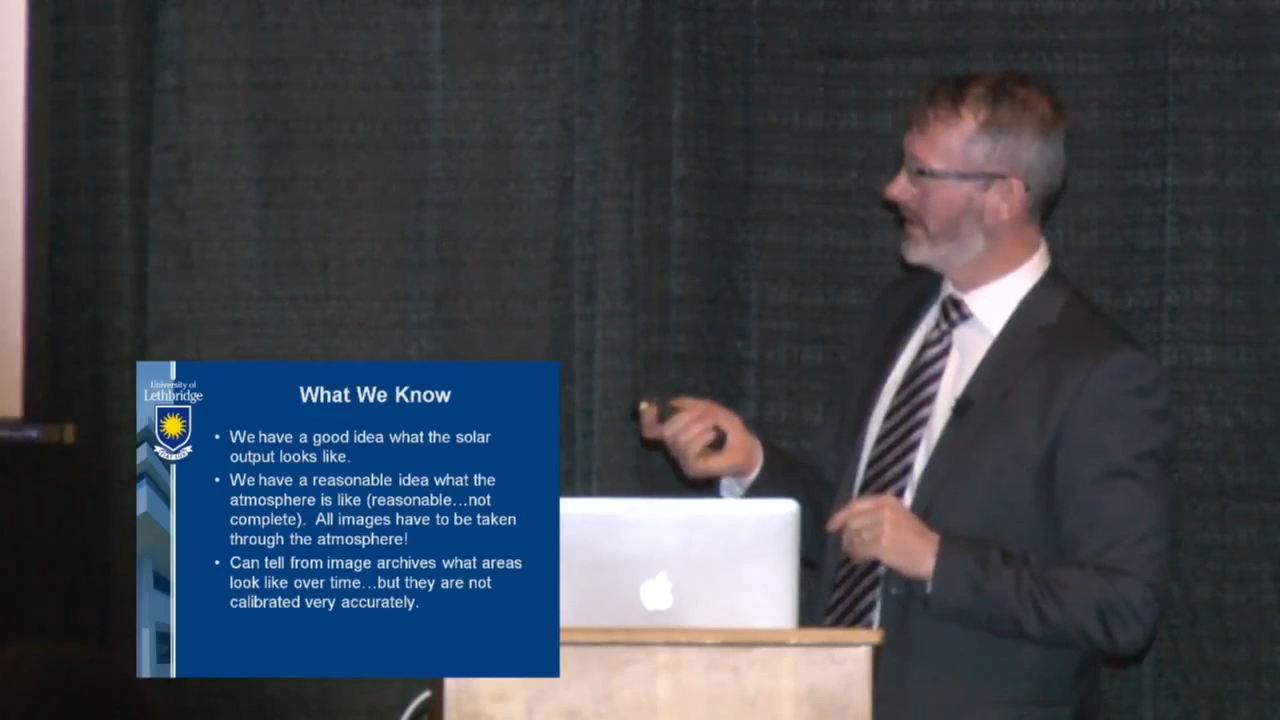 University of
Lethbridge
FIAT LUX
What We Know
• We have a good idea what the solar
output looks like.
• We have a reasonable idea what the
atmosphere is like (reasonable…not
complete). All images have to be taken
through the atmosphere!
• Can tell from image archives what areas
look like over time…but they are not
calibrated very accurately.